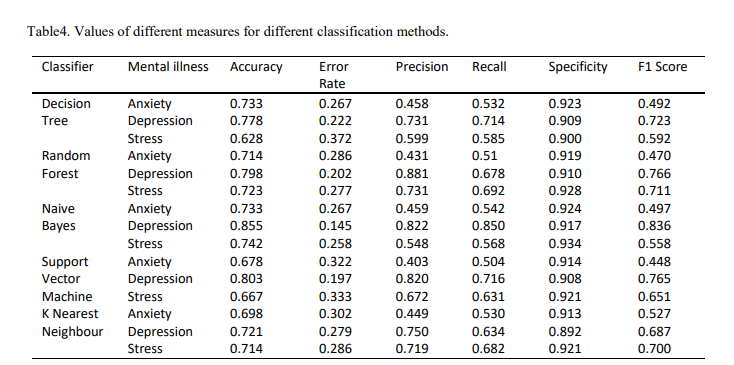 Table4. Values of different measures for different classification methods.
Classifier Mental illness Accuracy Error Precision Recall Specificity F1 Score
Rate
Decision Anxiety 0.733 0.267 0.458 0.532 0.923 0.492
Tree Depression 0.778 0.222 0.731 0.714 0.909 0.723
Stress 0.628 0.372 0.599 0.585 0.900 0.592
Random Anxiety 0.714 0.286 0.431 0.51 0.919 0.470
Forest Depression 0.798 0.202 0.881 0.678 0.910 0.766
Stress 0.723 0.277 0.731 0.692 0.928 0.711
Naive Anxiety 0.733 0.267 0.459 0.542 0.924 0.497
Bayes Depression 0.855 0.145 0.822 0.850 0.917 0.836
Stress 0.742 0.258 0.548 0.568 0.934 0.558
Support Anxiety 0.678 0.322 0.403 0.504 0.914 0.448
Vector Depression 0.803 0.197 0.820 0.716 0.908 0.765
Machine Stress 0.667 0.333 0.672 0.631 0.921 0.651
K Nearest Anxiety 0.698 0.302 0.449 0.530 0.913 0.527
Neighbour Depression 0.721 0.279 0.750 0.634 0.892 0.687
Stress 0.714 0.286 0.719 0.682 0.921 0.700